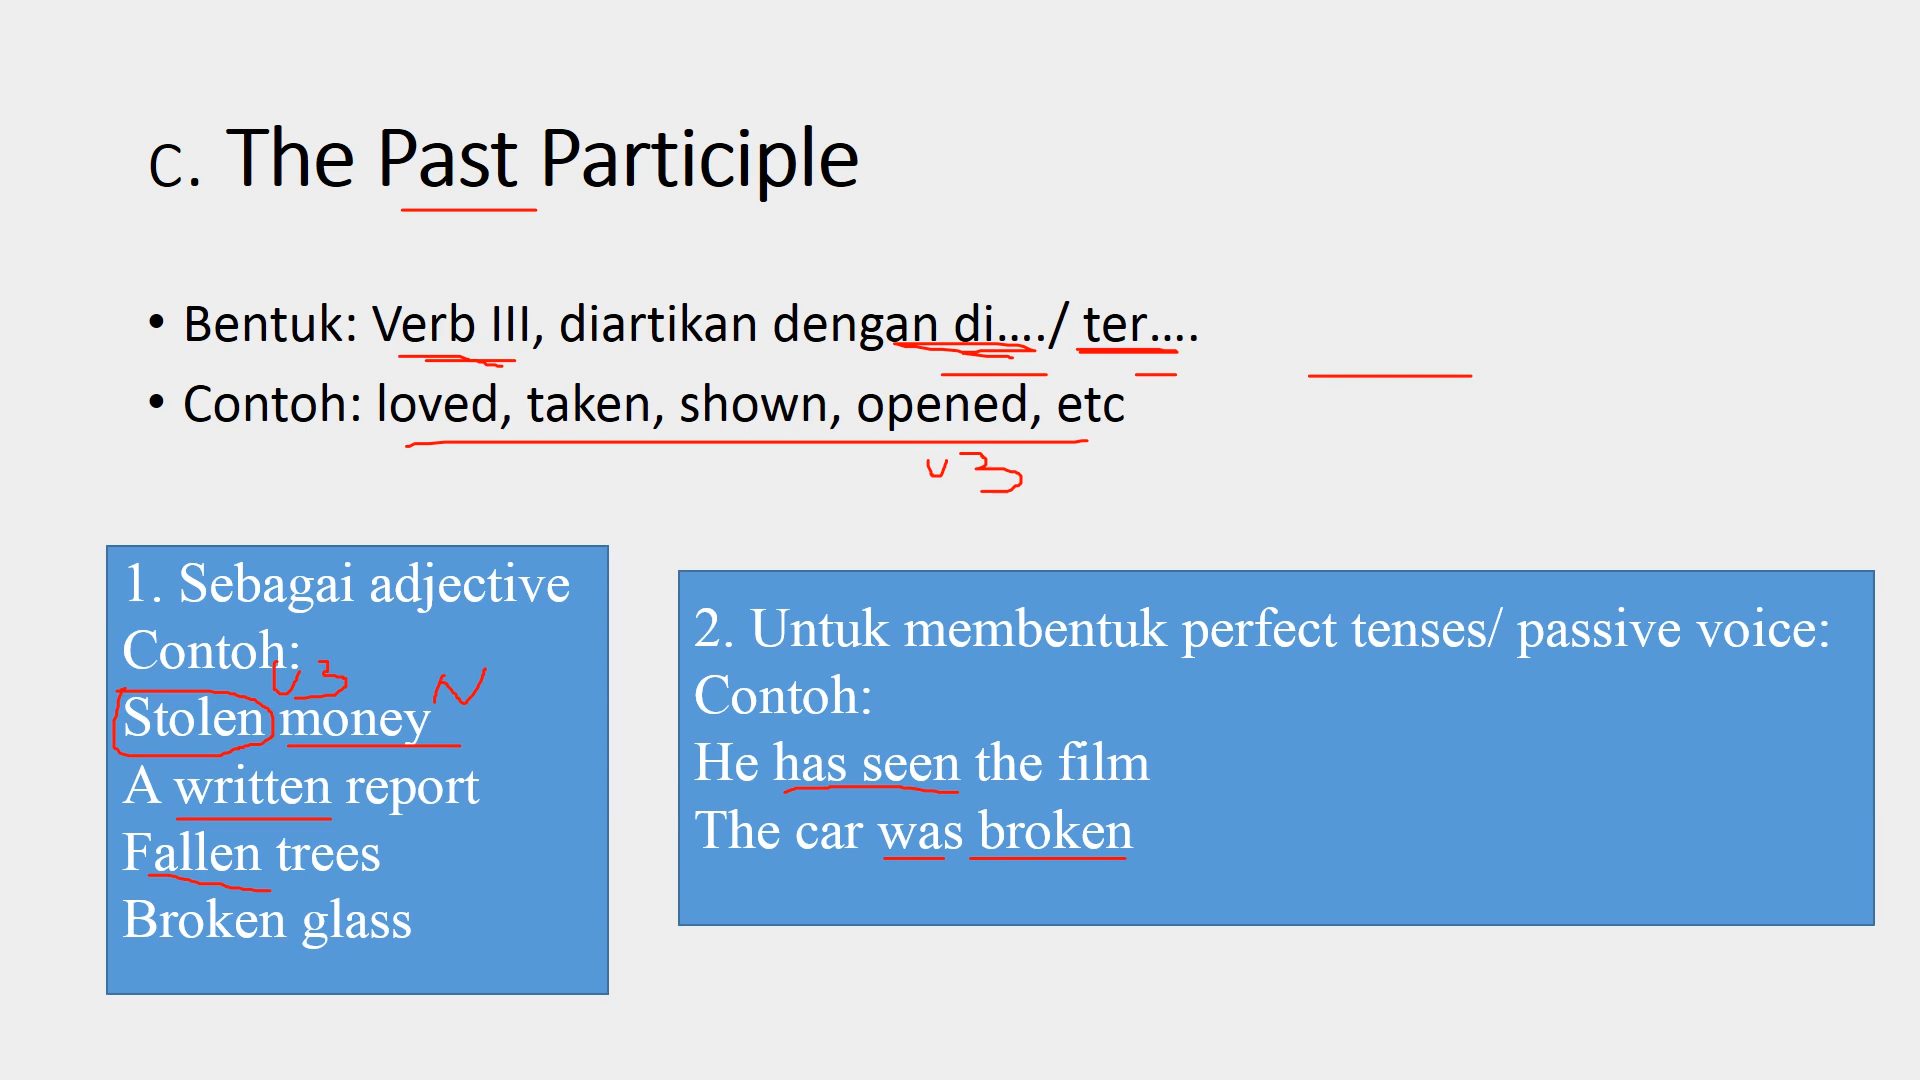 c. The Past Participle
• Bentuk: Verb III, diartikan dengan di…./ ter….
• Contoh: loved, taken, shown, opened, etc
V3
1. Sebagai adjective
Contoh:
V3 N
Stolen money
A written report
Fallen trees
Broken glass
2. Untuk membentuk perfect tenses/ passive voice:
Contoh:
He has seen the film
The car was broken